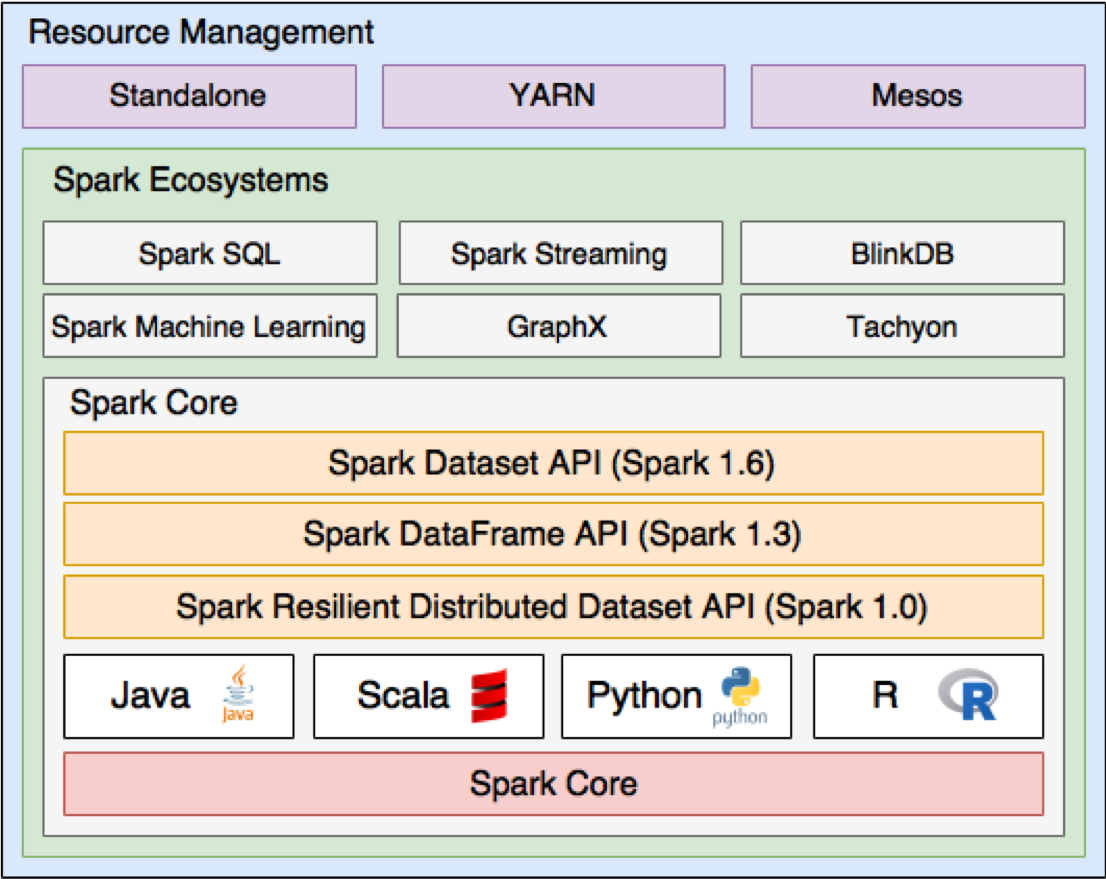 Resource Management
Standalone
YARN
Mesos
Spark Ecosystems
Spark SQL
Spark Streaming
BlinkDB
Spark Machine Learning
GraphX
Tachyon
Spark Core
Spark Dataset API (Spark 1.6)
Spark DataFrame API (Spark 1.3)
Spark Resilient Distributed Dataset API (Spark 1.0)
Java
Java
Scala
Python
python
R
R
Spark Core